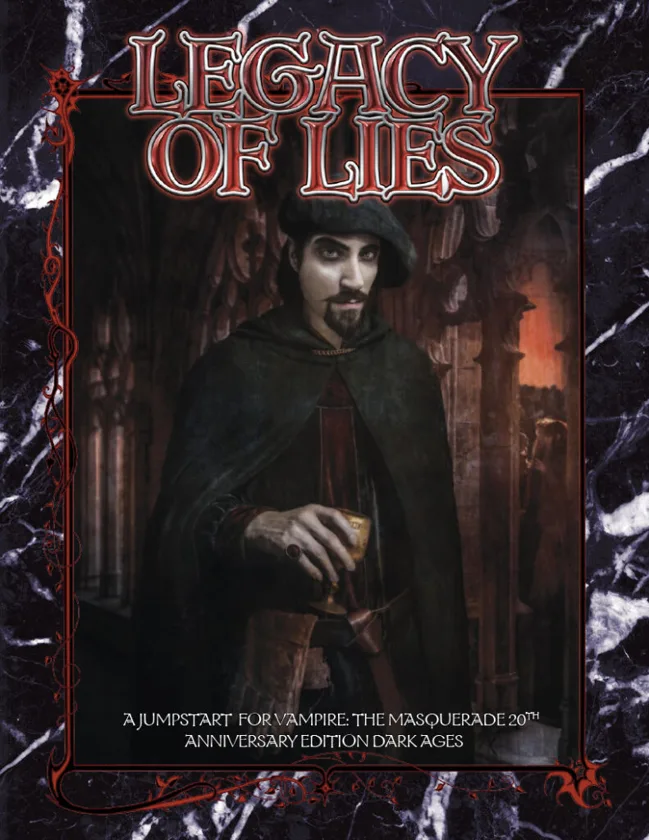 LEGACY
OF LIES
A JUMPSTART FOR VAMPIRE: THE MASQUERADE 20TH
ANNIVERSARY EDITION DARK AGES